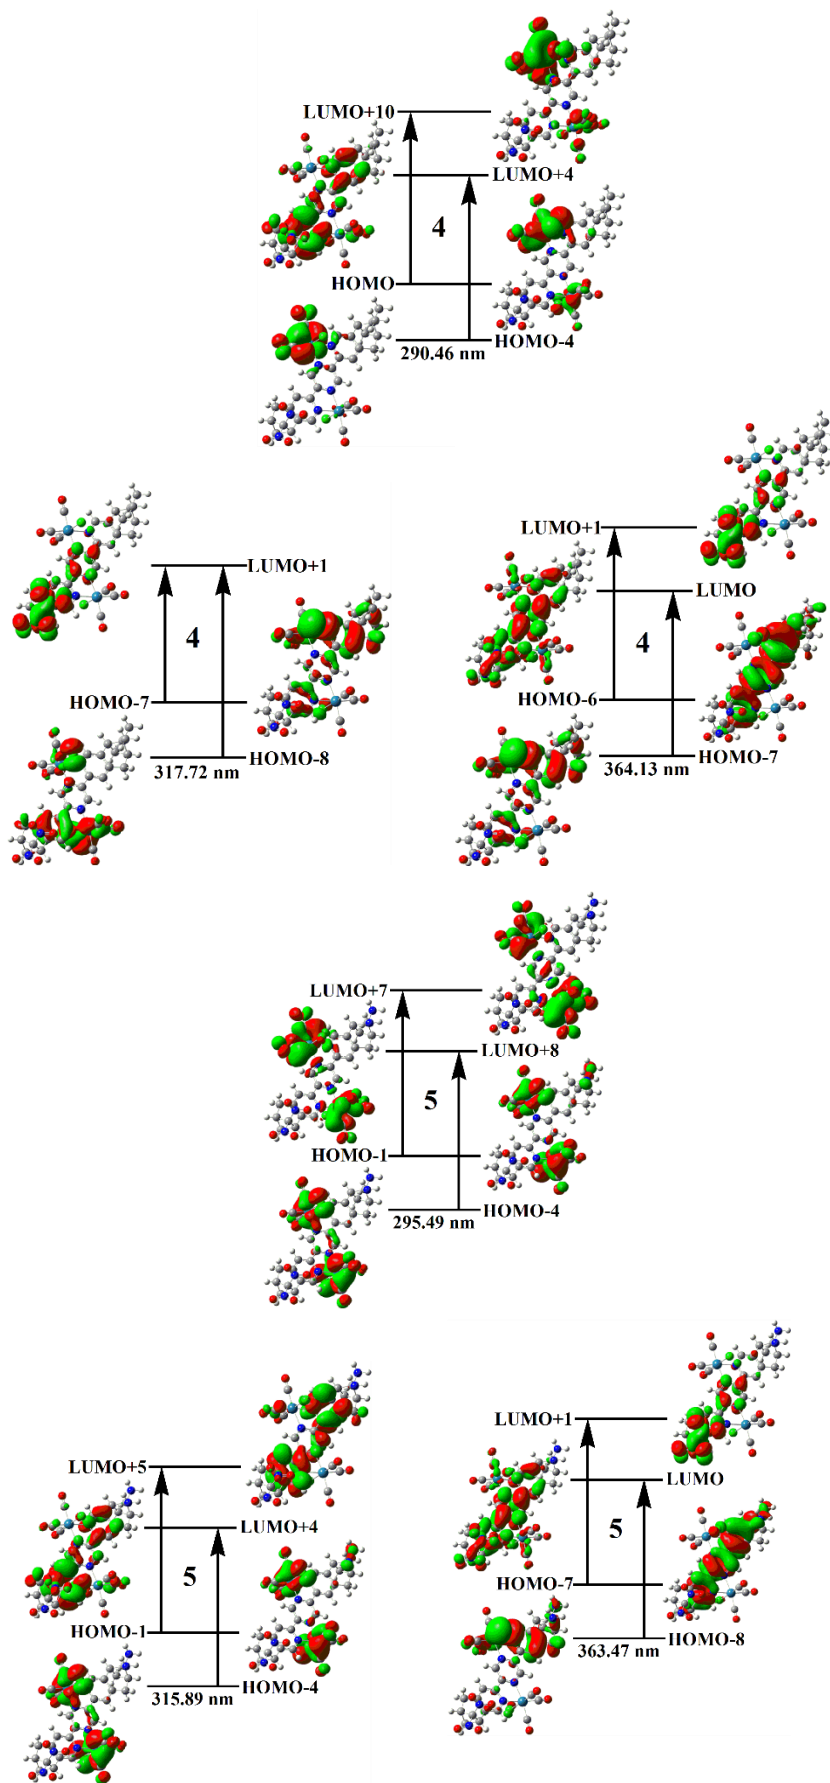 LUMO+10
LUMO+4
4
HOMO
HOMO-4
290.46 nm
LUMO+1
4
HOMO-7
HOMO-8
317.72 nm
LUMO+1
LUMO
4
HOMO-6
HOMO-7
364.13 nm
LUMO+7
LUMO+8
5
HOMO-1
HOMO-4
295.49 nm
LUMO+5
LUMO+4
5
HOMO-1
HOMO-4
315.89 nm
LUMO+1
LUMO
5
HOMO-7
HOMO-8
363.47 nm